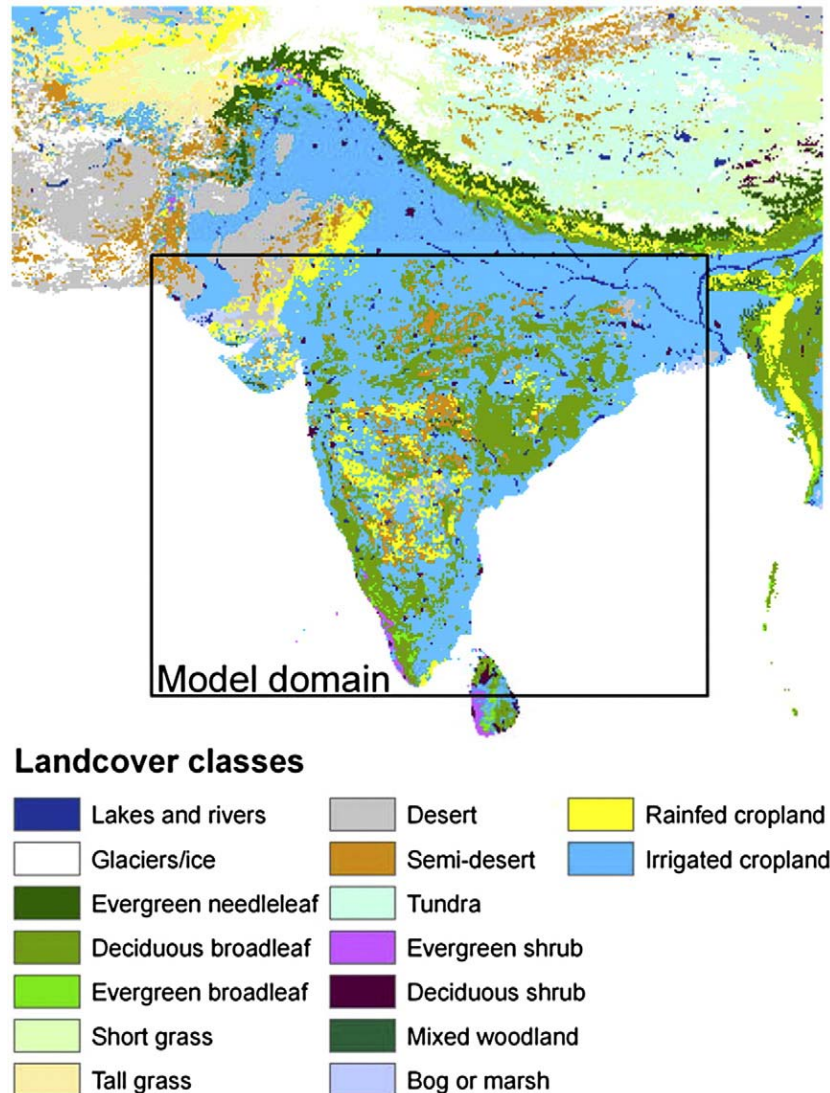 Model domain
Landcover classes
Lakes and rivers
Glaciers/ice
Evergreen needleleaf
Deciduous broadleaf
Evergreen broadleaf
Short grass
Tall grass
Desert
Semi-desert
Tundra
Evergreen shrub
Deciduous shrub
Mixed woodland
Bog or marsh
Rainfed cropland
Irrigated cropland